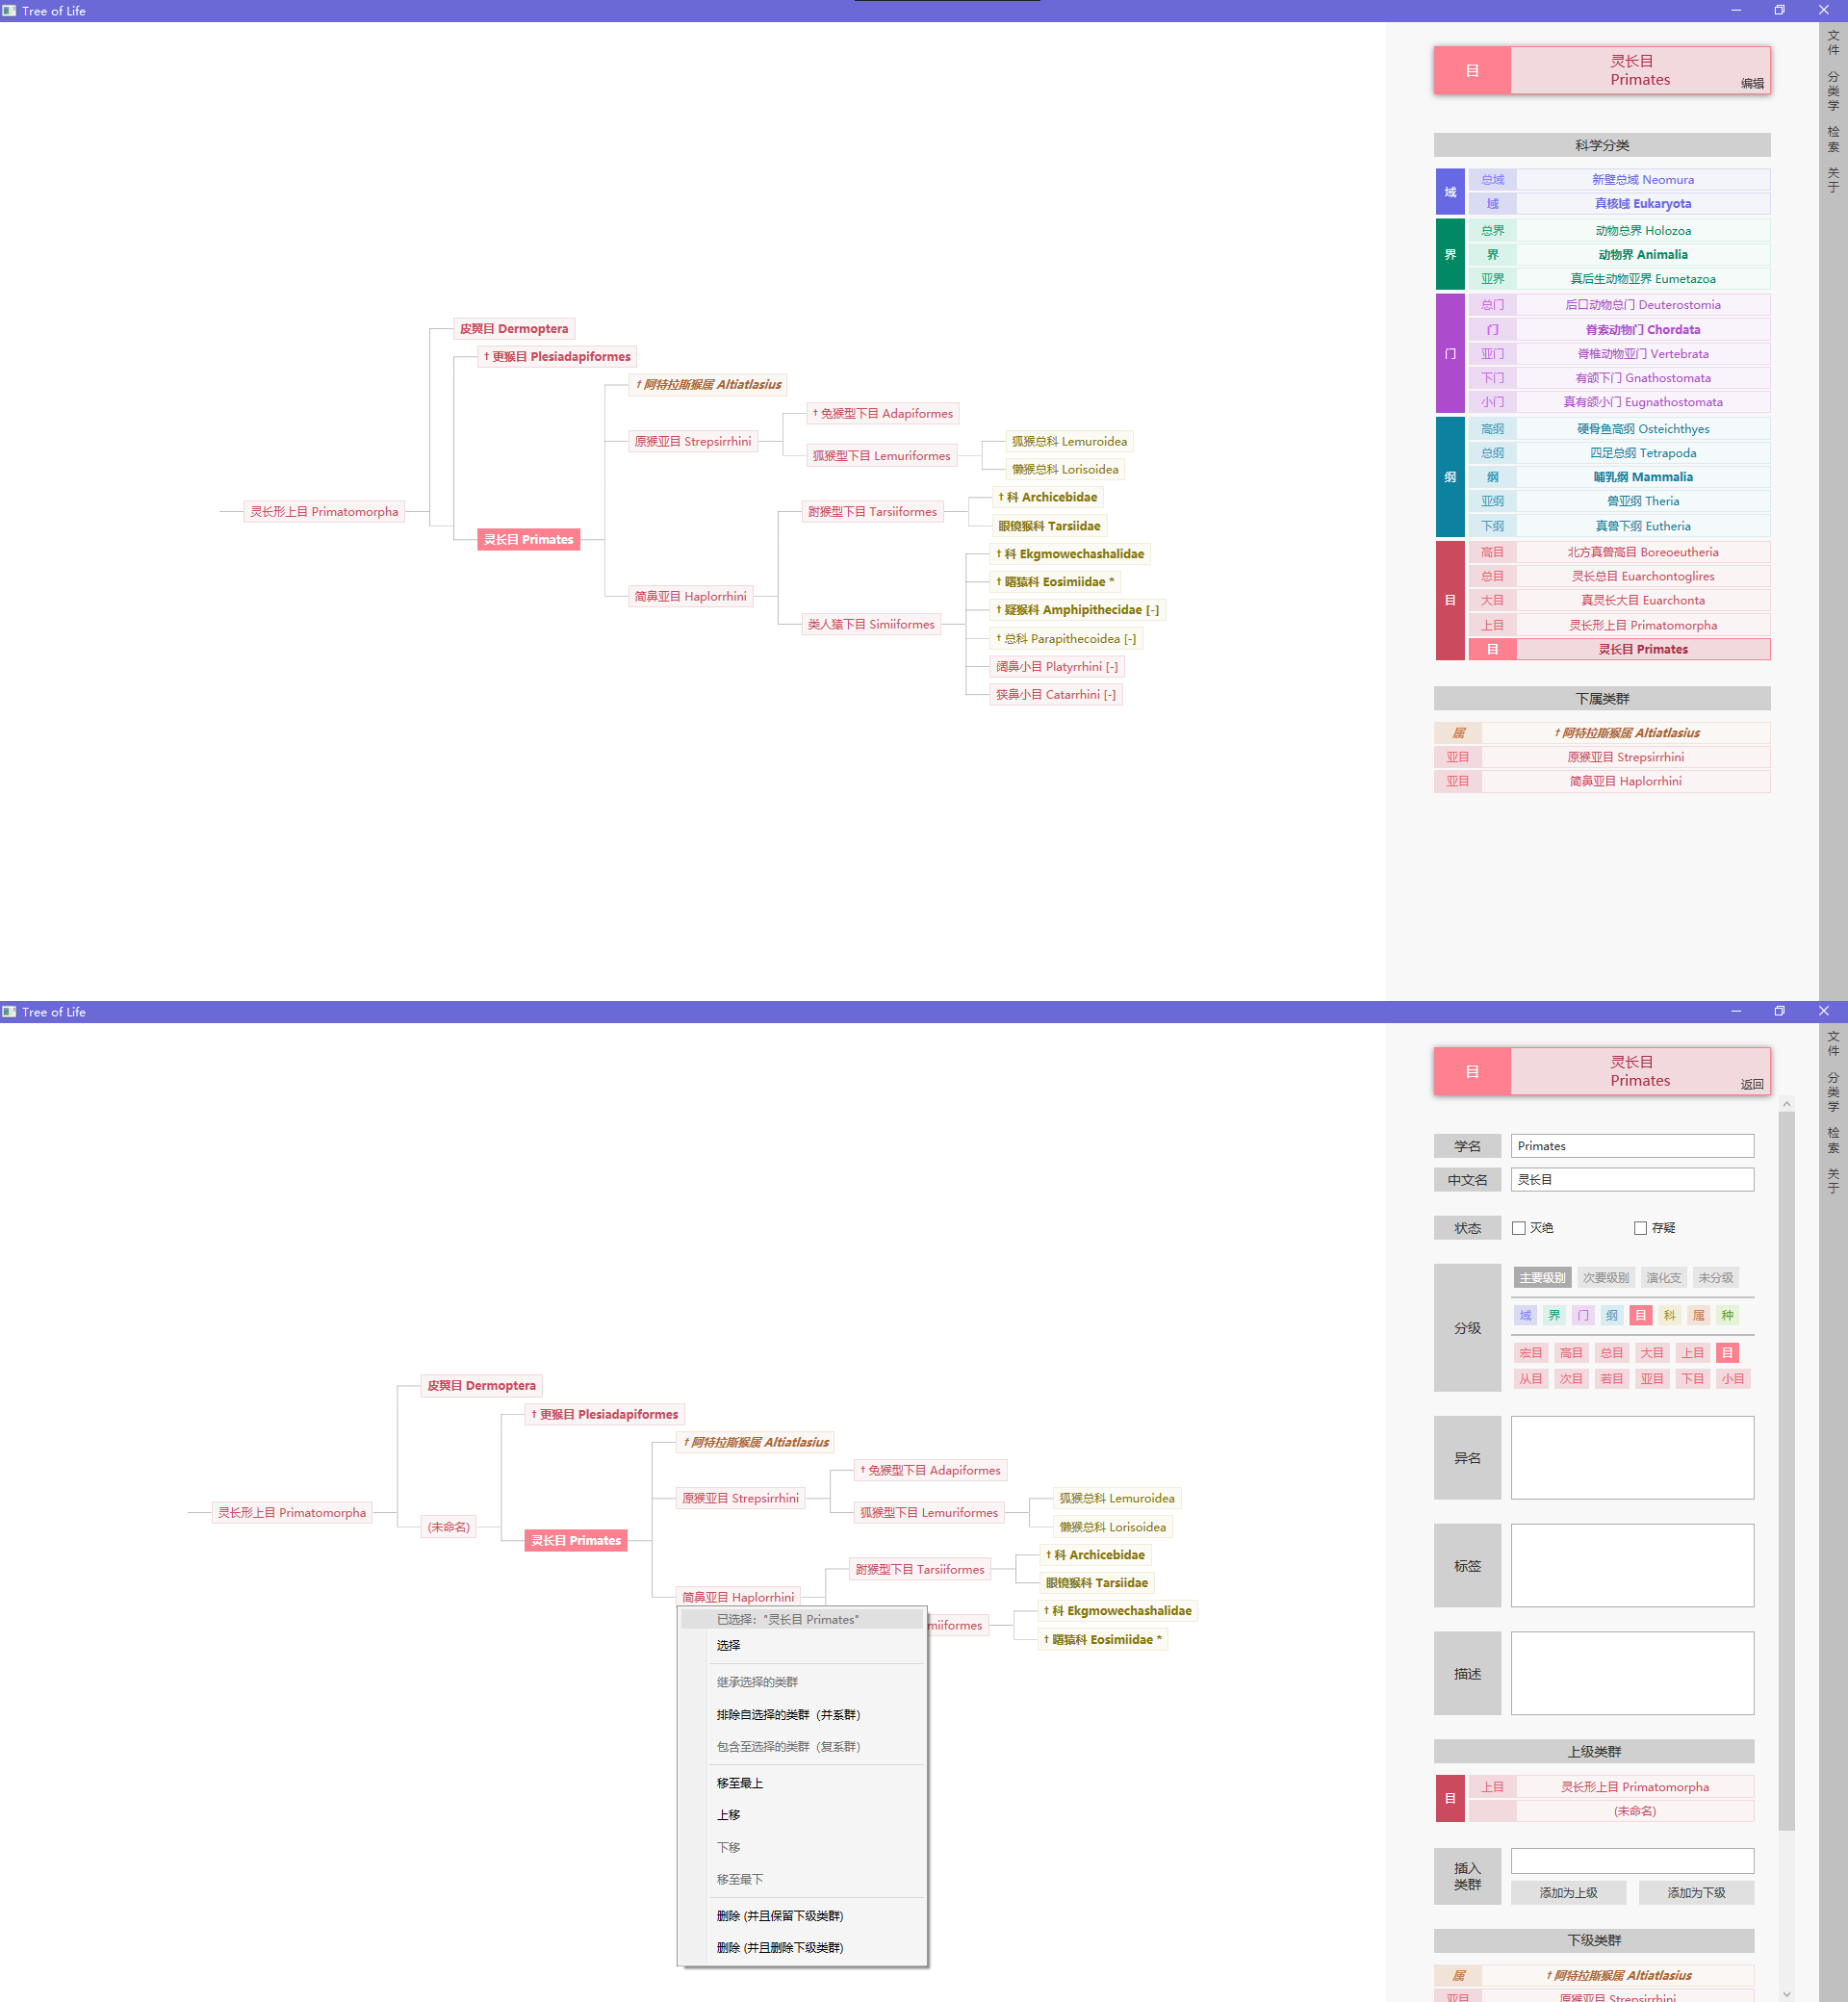 Tree of Life
皮翼目 Dermoptera
† 更猴目 Plesiadapiformes
† 阿特拉斯猴属 Altiatlasius
† 兔猴型下目 Adapiformes
原猴亚目 Strepsirrhini
狐猴总科 Lemuroidea
狐猴型下目 Lemuriformes
懒猴总科 Lorisoidea
† 科 Archicebidae
灵长形上目 Primatomorpha
跗猴型下目 Tarsiiformes
眼镜猴科 Tarsiidae
灵长目 Primates
† 科 Ekgmowechashalidae
† 曙猿科 Eosimiidae *
简鼻亚目 Haplorrhini
† 疑猴科 Amphipithecidae [-]
类人猿下目 Simiiformes
† 总科 Parapithecoidea [-]
阔鼻小目 Platyrrhini [-]
狭鼻小目 Catarrhini [-]
目
灵长目
Primates
编辑
科学分类
域
总域 新壁总域 Neomura
域 真核域 Eukaryota
界
总界 动物总界 Holozoa
界 动物界 Animalia
亚界 真后生动物亚界 Eumetazoa
门
总门 后口动物总门 Deuterostomia
门 脊索动物门 Chordata
亚门 脊椎动物亚门 Vertebrata
下门 有颌下门 Gnathostomata
小门 真有颌小门 Eugnathostomata
纲
高纲 硬骨鱼高纲 Osteichthyes
总纲 四足总纲 Tetrapoda
纲 哺乳纲 Mammalia
亚纲 兽亚纲 Theria
下纲 真兽下纲 Eutheria
目
高目 北方真兽高目 Boreoeutheria
总目 灵长总目 Euarchontoglires
大目 真灵长大目 Euarchonta
上目 灵长形上目 Primatomorpha
目 灵长目 Primates
下属类群
属 † 阿特拉斯猴属 Altiatlasius
亚目 原猴亚目 Strepsirrhini
亚目 简鼻亚目 Haplorrhini
文件
分类学
检索
关于
Tree of Life
皮翼目 Dermoptera
† 更猴目 Plesiadapiformes
† 阿特拉斯猴属 Altiatlasius
† 兔猴型下目 Adapiformes
原猴亚目 Strepsirrhini
狐猴总科 Lemuroidea
灵长形上目 Primatomorpha
狐猴型下目 Lemuriformes
(未命名)
懒猴总科 Lorisoidea
灵长目 Primates
† 科 Archicebidae
跗猴型下目 Tarsiiformes
眼镜猴科 Tarsiidae
简鼻亚目 Haplorrhini
† 科 Ekgmowechashalidae
miiformes
† 曙猿科 Eosimiidae *
已选择："灵长目 Primates"
选择
继承选择的类群
排除自选择的类群（并系群）
包含至选择的类群（复系群）
移至最上
上移
下移
移至最下
删除 (并且保留下级类群)
删除 (并且删除下级类群)
目
灵长目
Primates
返回
学名 Primates
中文名 灵长目
状态 灭绝 存疑
分级
主要级别 次要级别 演化支 未分级
域 界 门 纲 目 科 属 种
宏目 高目 总目 大目 上目 目
从目 次目 若目 亚目 下目 小目
异名
标签
描述
上级类群
目
上目 灵长形上目 Primatomorpha
(未命名)
插入
类群
添加为上级 添加为下级
下级类群
属 † 阿特拉斯猴属 Altiatlasius
亚目 原猴亚目 Strepsirrhini
文件
分类学
检索
关于